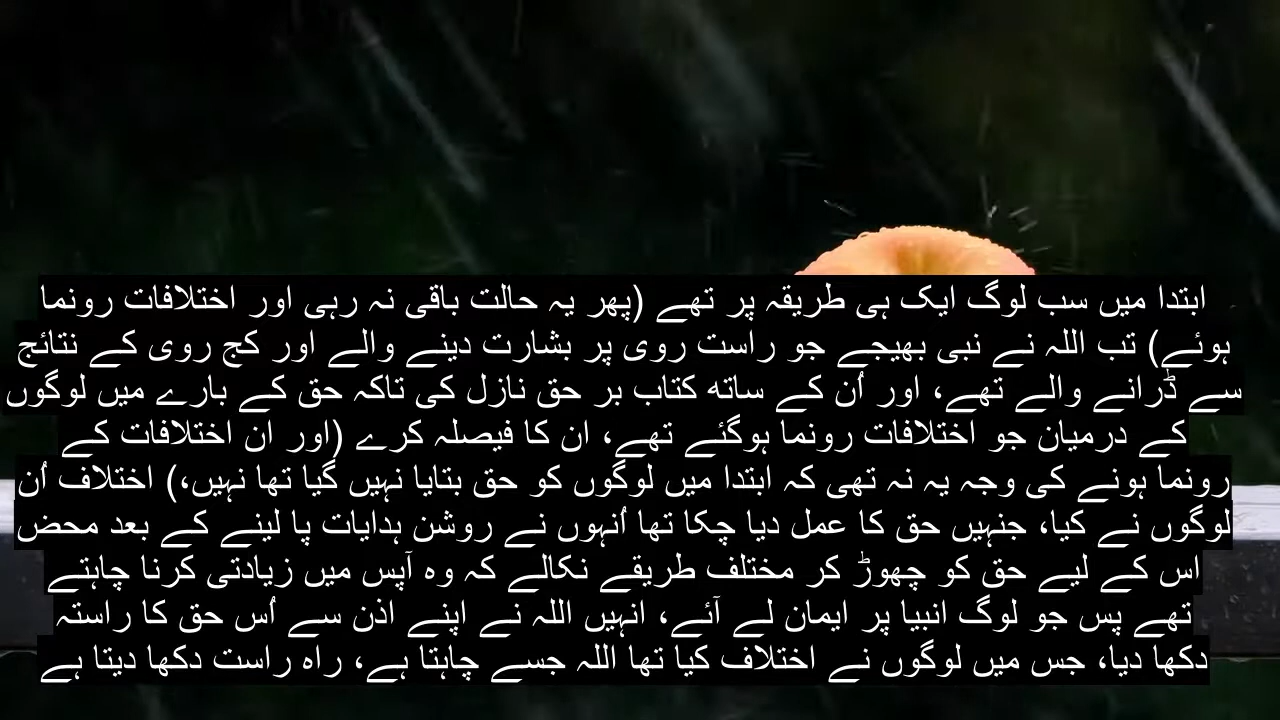 ابتدا میں سب لوگ ایک ہی طریقہ پر تھے (پھر یہ حالت باقی نہ رہی اور اختلافات رونما
ہوئے) تب اللہ نے نبی بھیجے جو راست روی پر بشارت دینے والے اور کج روی کے نتائج
سے ڈرانے والے تھے، اور اُن کے ساتھ کتاب بر حق نازل کی تاکہ حق کے بارے میں لوگوں
کے درمیان جو اختلافات رونما ہوگئے تھے، ان کا فیصلہ کرے (اور ان اختلافات کے
رونما ہونے کی وجہ یہ نہ تھی کہ ابتدا میں لوگوں کو حق بتایا نہیں گیا تھا نہیں،) اختلاف اُن
لوگوں نے کیا، جنہیں حق کا عمل دیا چکا تھا اُنہوں نے روشن ہدایات پا لینے کے بعد محض
اس کے لیے حق کو چھوڑ کر مختلف طریقے نکالے کہ وہ آپس میں زیادتی کرنا چاہتے
تھے پس جو لوگ انبیا پر ایمان لے آئے، انہیں اللہ نے اپنے اذن سے اُس حق کا راستہ
دکھا دیا، جس میں لوگوں نے اختلاف کیا تھا اللہ جسے چاہتا ہے، راہ راست دکھا دیتا ہے